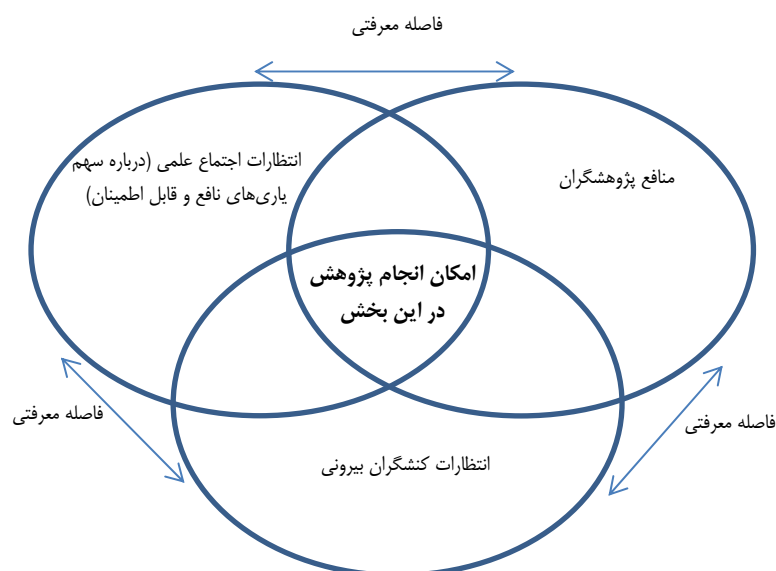 فاصله معرفتی
انتظارات اجتماع علمی (درباره سهم
یاری‌های نافع و قابل اطمینان)
منافع پژوهشگران
امکان انجام پژوهش
در این بخش
فاصله معرفتی
فاصله معرفتی
انتظارات کنشگران بیرونی